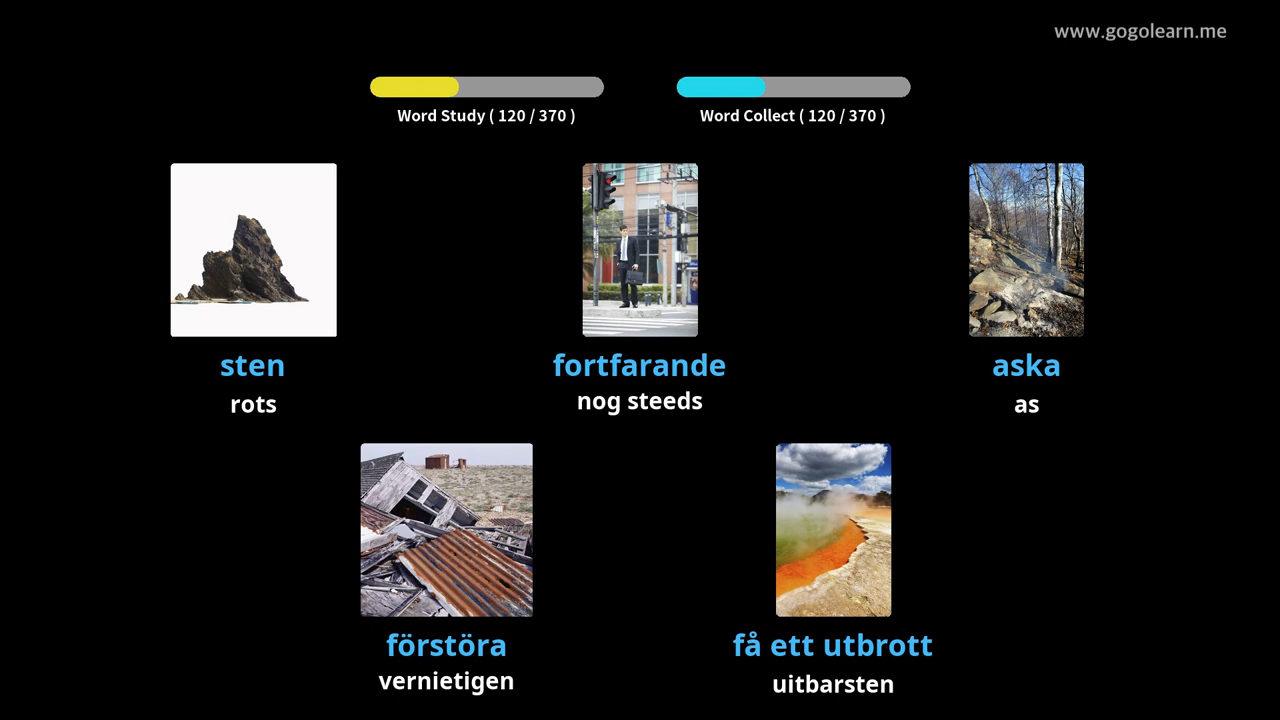 www.gogolearn.me
Word Study ( 120 / 370 )
Word Collect ( 120 / 370 )
sten
rots
fortfarande
nog steeds
aska
as
förstöra
vernietigen
få ett utbrott
uitbarsten